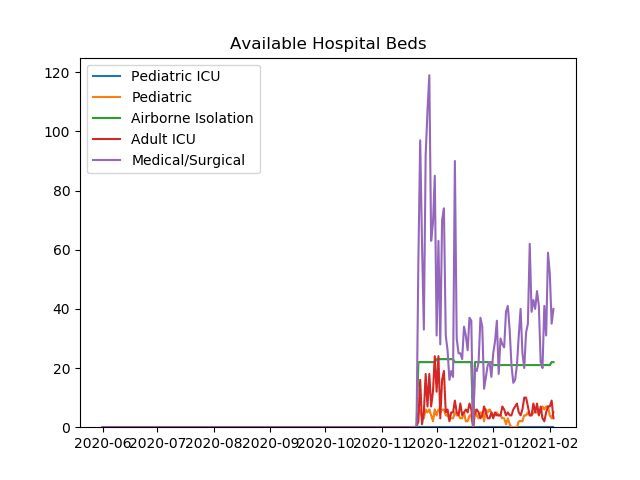 Available Hospital Beds
120
100
80
60
40
20
0
Pediatric ICU
Pediatric
Airborne Isolation
Adult ICU
Medical/Surgical
2020-06 2020-07 2020-08 2020-09 2020-10 2020-11 2020-12 2021-01 2021-02